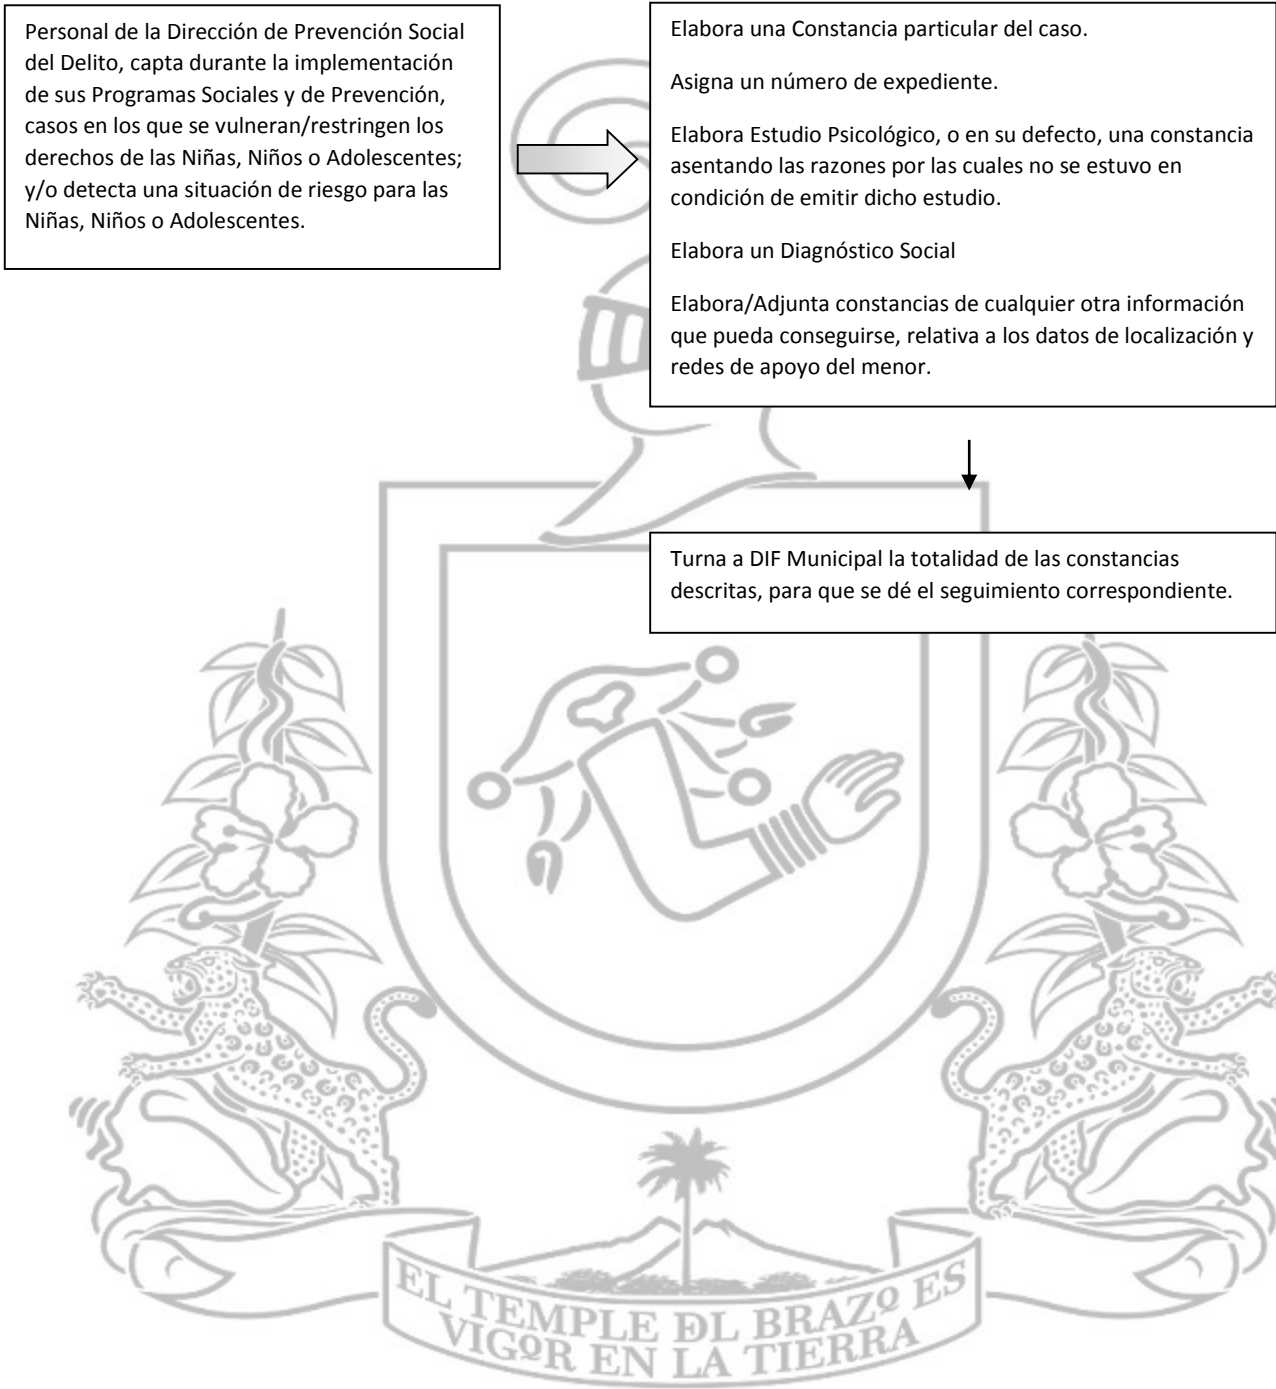 Personal de la Dirección de Prevención Social
del Delito, capta durante la implementación
de sus Programas Sociales y de Prevención,
casos en los que se vulneran/restringen los
derechos de las Niñas, Niños o Adolescentes;
y/o detecta una situación de riesgo para las
Niñas, Niños o Adolescentes.
Elabora una Constancia particular del caso.
Asigna un número de expediente.
Elabora Estudio Psicológico, o en su defecto, una constancia
asentando las razones por las cuales no se estuvo en
condición de emitir dicho estudio.
Elabora un Diagnóstico Social
Elabora/Adjunta constancias de cualquier otra información
que pueda conseguirse, relativa a los datos de localización y
redes de apoyo del menor.
Turna a DIF Municipal la totalidad de las constancias
descritas, para que se dé el seguimiento correspondiente.
EL TEMPLE DL BRAZO ES
VIGOR EN LA TIERRA